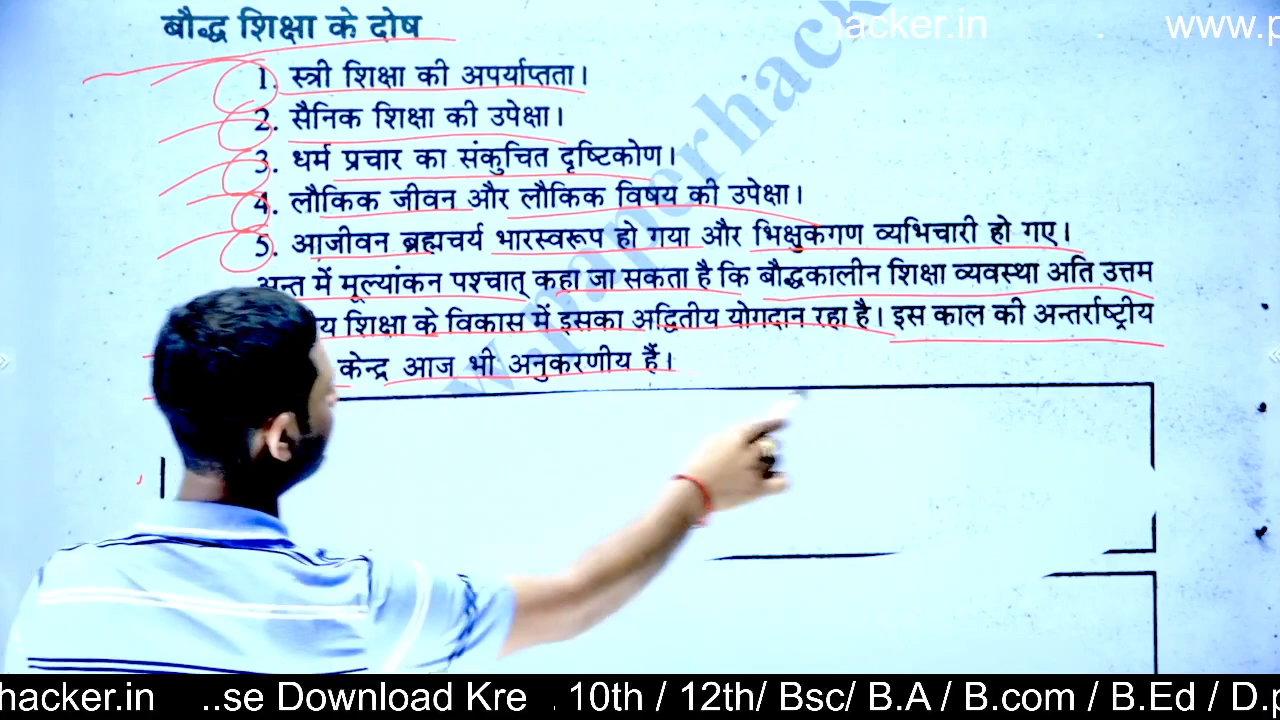 बौद्ध शिक्षा के दोष
hacker.in . www.p
1. स्त्री शिक्षा की अपर्याप्तता।
2. सैनिक शिक्षा की उपेक्षा।
3. धर्म प्रचार का संकुचित दृष्टिकोण।
4. लौकिक जीवन और लौकिक विषय की उपेक्षा।
5. आजीवन ब्रह्मचर्य भारस्वरूप हो गया और भिक्षुकगण व्यभिचारी हो गए।
अन्त में मूल्यांकन पश्चात् कहा जा सकता है कि बौद्धकालीन शिक्षा व्यवस्था अति उत्तम
य शिक्षा के विकास में इसका अद्वितीय योगदान रहा है। इस काल की अन्तर्राष्ट्रीय
केन्द्र आज भी अनुकरणीय हैं।
w.paperhack
hacker.in ..se Download Kre . 10th / 12th/ Bsc/ B.A / B.com / B.Ed / D.p